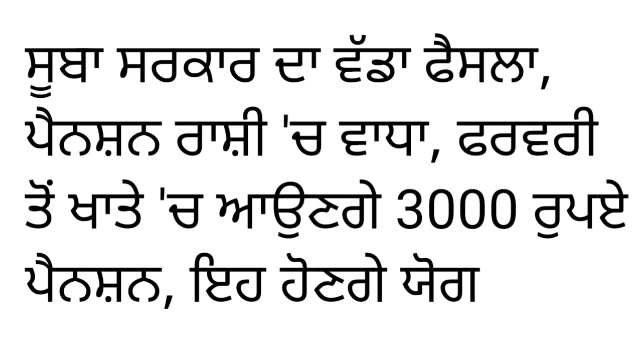 ਸੂਬਾ ਸਰਕਾਰ ਦਾ ਵੱਡਾ ਫੈਸਲਾ,
ਪੈਨਸ਼ਨ ਰਾਸ਼ੀ 'ਚ ਵਾਧਾ, ਫਰਵਰੀ
ਤੋਂ ਖਾਤੇ 'ਚ ਆਉਣਗੇ 3000 ਰੁਪਏ
ਪੈਨਸ਼ਨ, ਇਹ ਹੋਣਗੇ ਯੋਗ